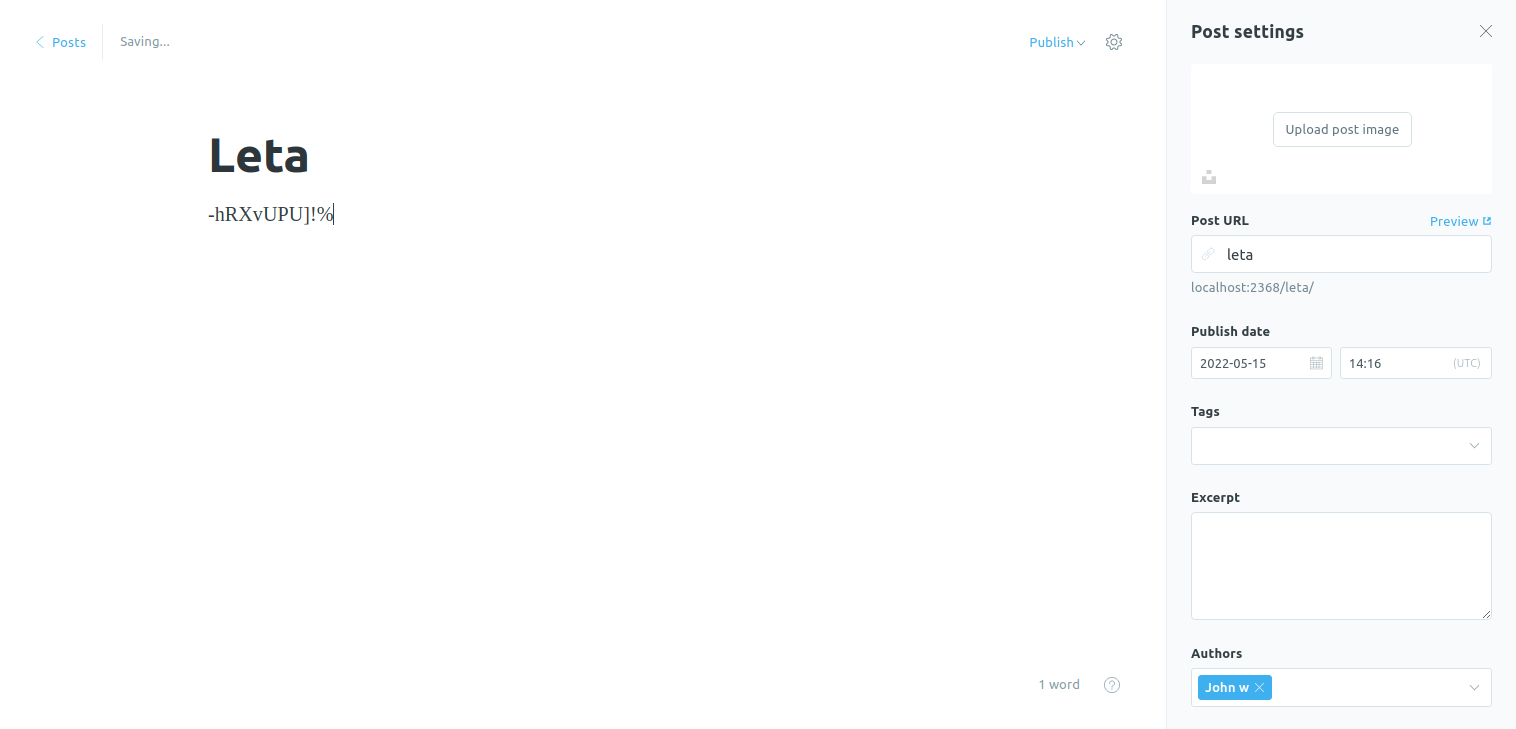 Posts
Saving...
Publish
Leta
-hRXvUPU]!%
1 word
?
Post settings
Upload post image
Post URL
Preview
leta
localhost:2368/leta/
Publish date
2022-05-15
14:16
(UTC)
Tags
Excerpt
Authors
John w